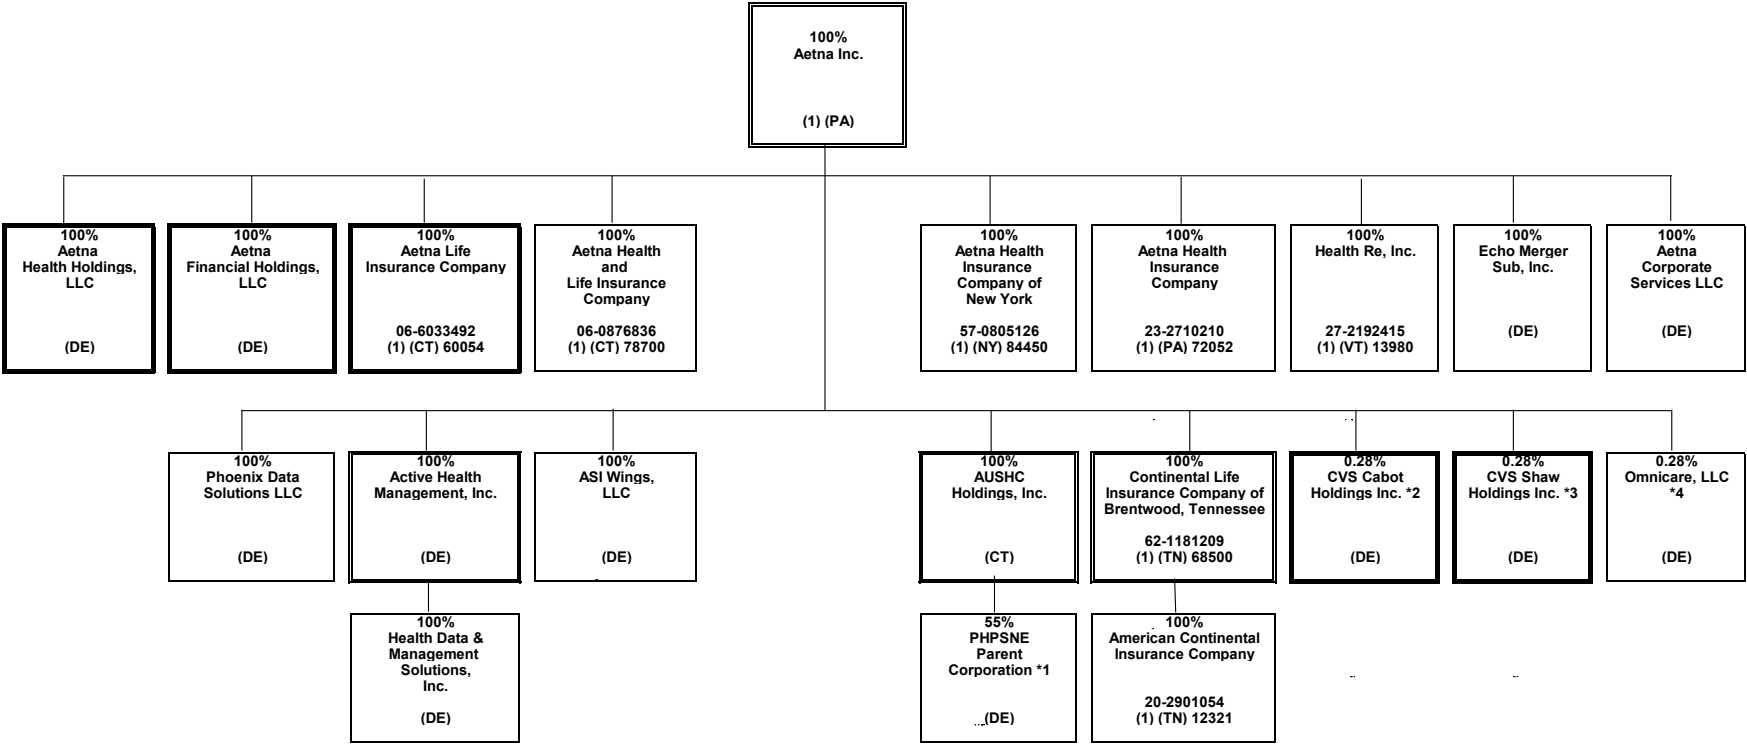 100%
Aetna Inc.
(1) (PA)
100%
Aetna
Health Holdings,
LLC
(DE)
100%
Aetna
Financial Holdings,
LLC
(DE)
100%
Aetna Life
Insurance Company
06-6033492
(1) (CT) 60054
100%
Aetna Health
and
Life Insurance
Company
06-0876836
(1) (CT) 78700
100%
Aetna Health
Insurance
Company of
New York
57-0805126
(1) (NY) 84450
100%
Aetna Health
Insurance
Company
23-2710210
(1) (PA) 72052
100%
Health Re, Inc.
27-2192415
(1) (VT) 13980
100%
Echo Merger
Sub, Inc.
(DE)
100%
Aetna
Corporate
Services LLC
(DE)
100%
Phoenix Data
Solutions LLC
(DE)
100%
Active Health
Management, Inc.
(DE)
100%
ASI Wings,
LLC
(DE)
100%
AUSHC
Holdings, Inc.
(CT)
100%
Continental Life
Insurance Company of
Brentwood, Tennessee
62-1181209
(1) (TN) 68500
0.28%
CVS Cabot
Holdings Inc. *2
(DE)
0.28%
CVS Shaw
Holdings Inc. *3
(DE)
0.28%
Omnicare, LLC
*4
(DE)
100%
Health Data &
Management
Solutions,
Inc.
(DE)
55%
PHPSNE
Parent
Corporation *1
(DE)
100%
American Continental
Insurance Company
20-2901054
(1) (TN) 12321